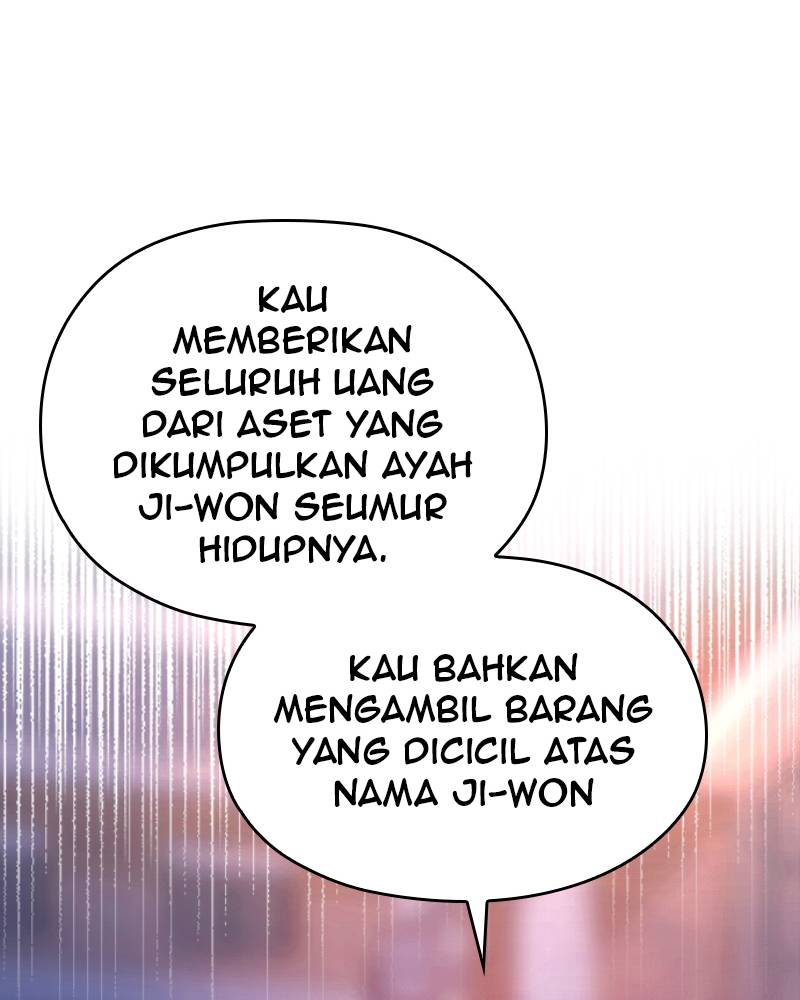 KAU
MEMBERIKAN
SELURUH UANG
DARI ASET YANG
DIKUMPULKAN AYAH
JI-WON SEUMUR
HIDUPNYA.
KAU BAHKAN
MENGAMBIL BARANG
YANG DICICIL ATAS
NAMA JI-WON